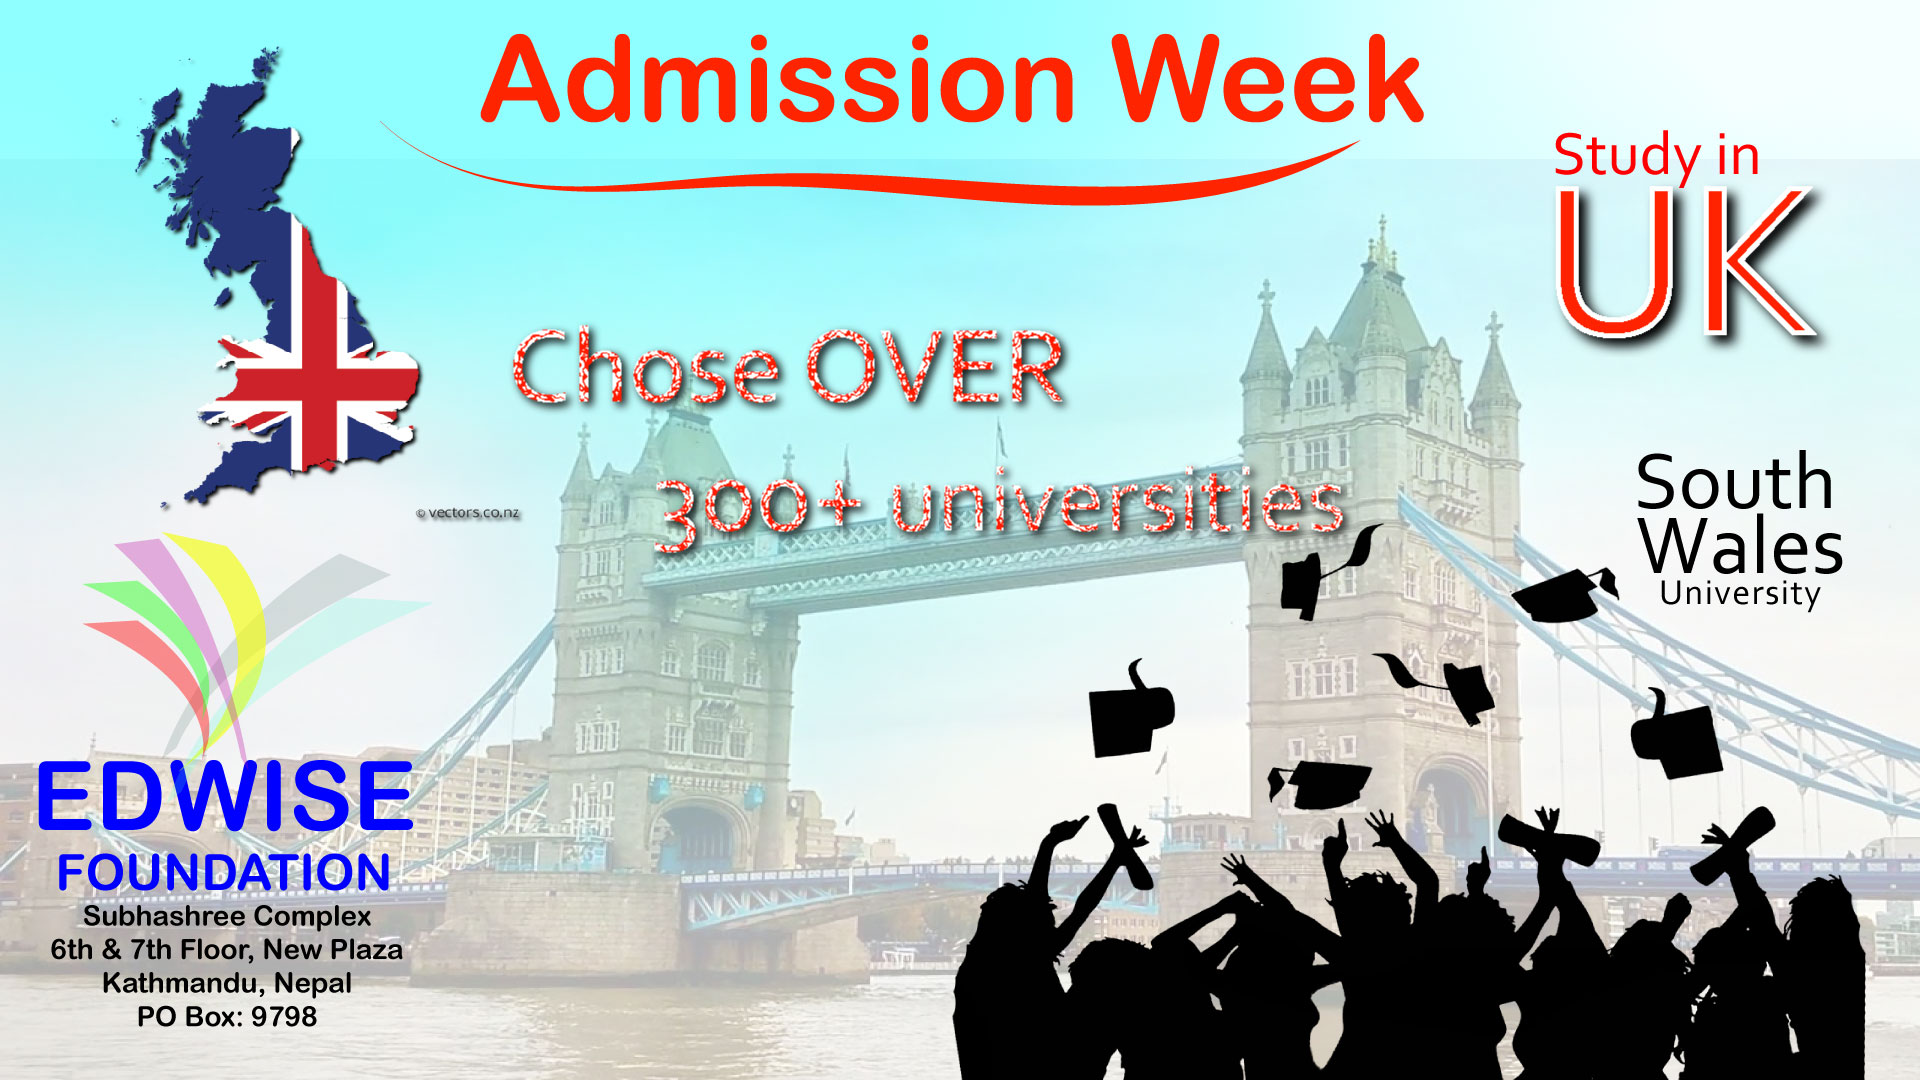 Admission Week
Study in
UK
Chose OVER
300+ universities
South
Wales
University
© vectors.co.nz
EDWISE
FOUNDATION
Subhashree Complex
6th & 7th Floor, New Plaza
Kathmandu, Nepal
PO Box: 9798